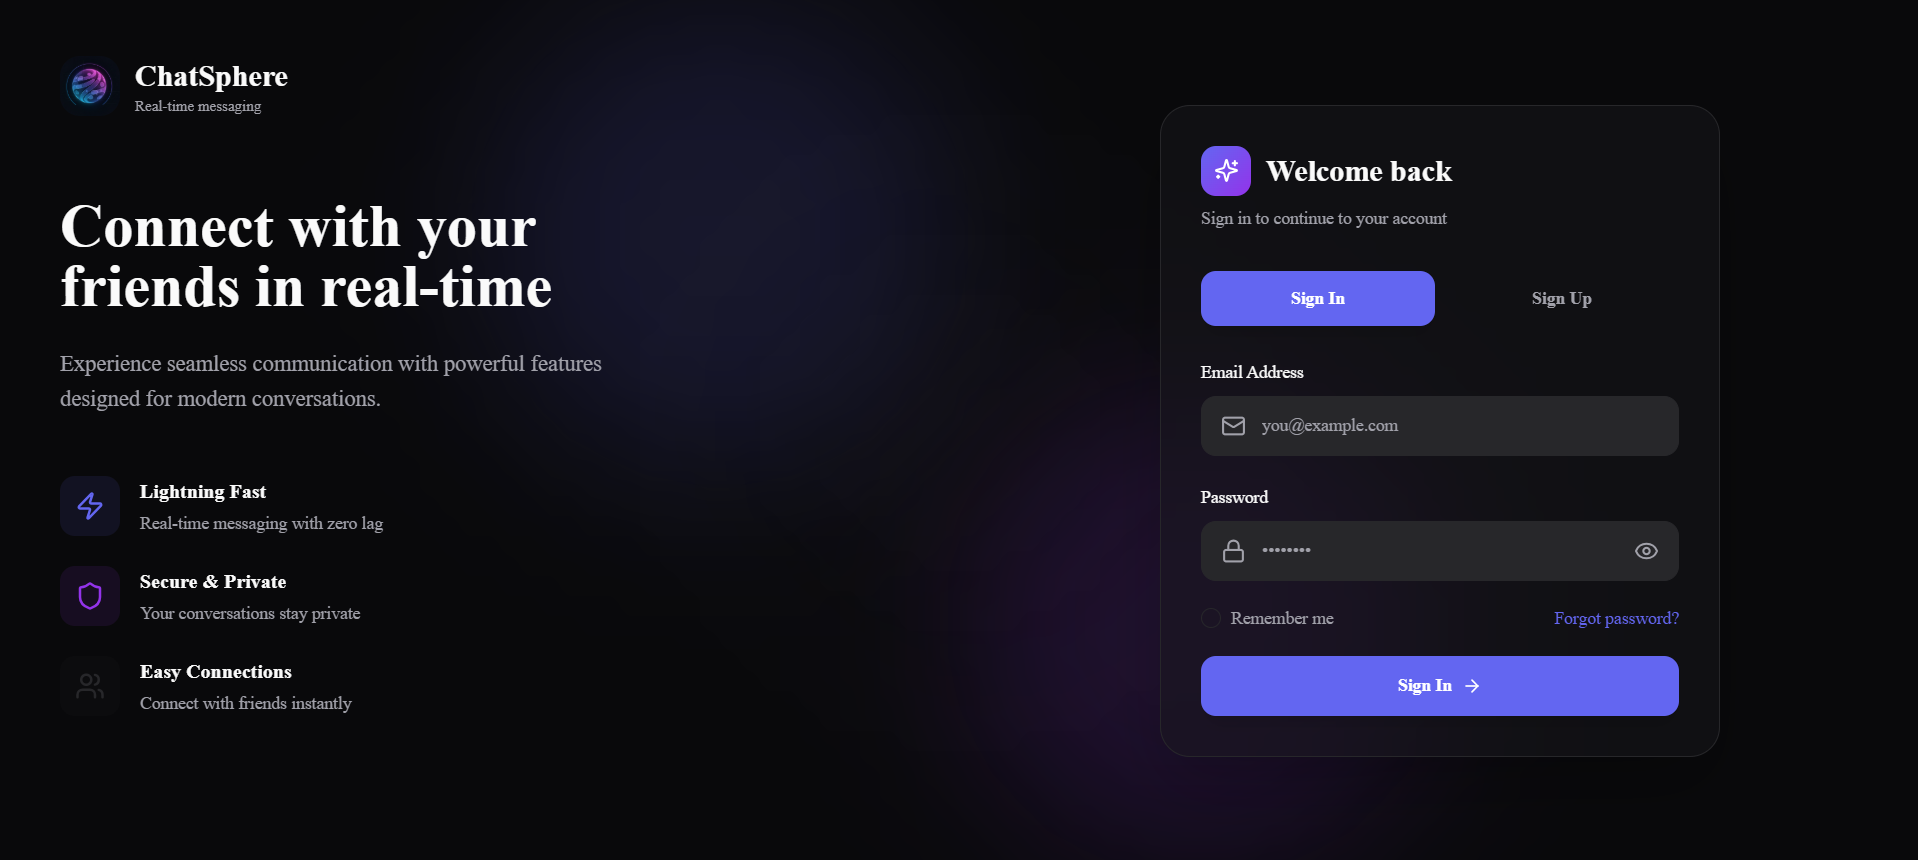 ChatSphere
Real-time messaging
Connect with your
friends in real-time
Experience seamless communication with powerful features
designed for modern conversations.
Lightning Fast
Real-time messaging with zero lag
Secure & Private
Your conversations stay private
Easy Connections
Connect with friends instantly
Welcome back
Sign in to continue to your account
Sign In
Sign Up
Email Address
you@example.com
Password
••••••••
Remember me
Forgot password?
Sign In →